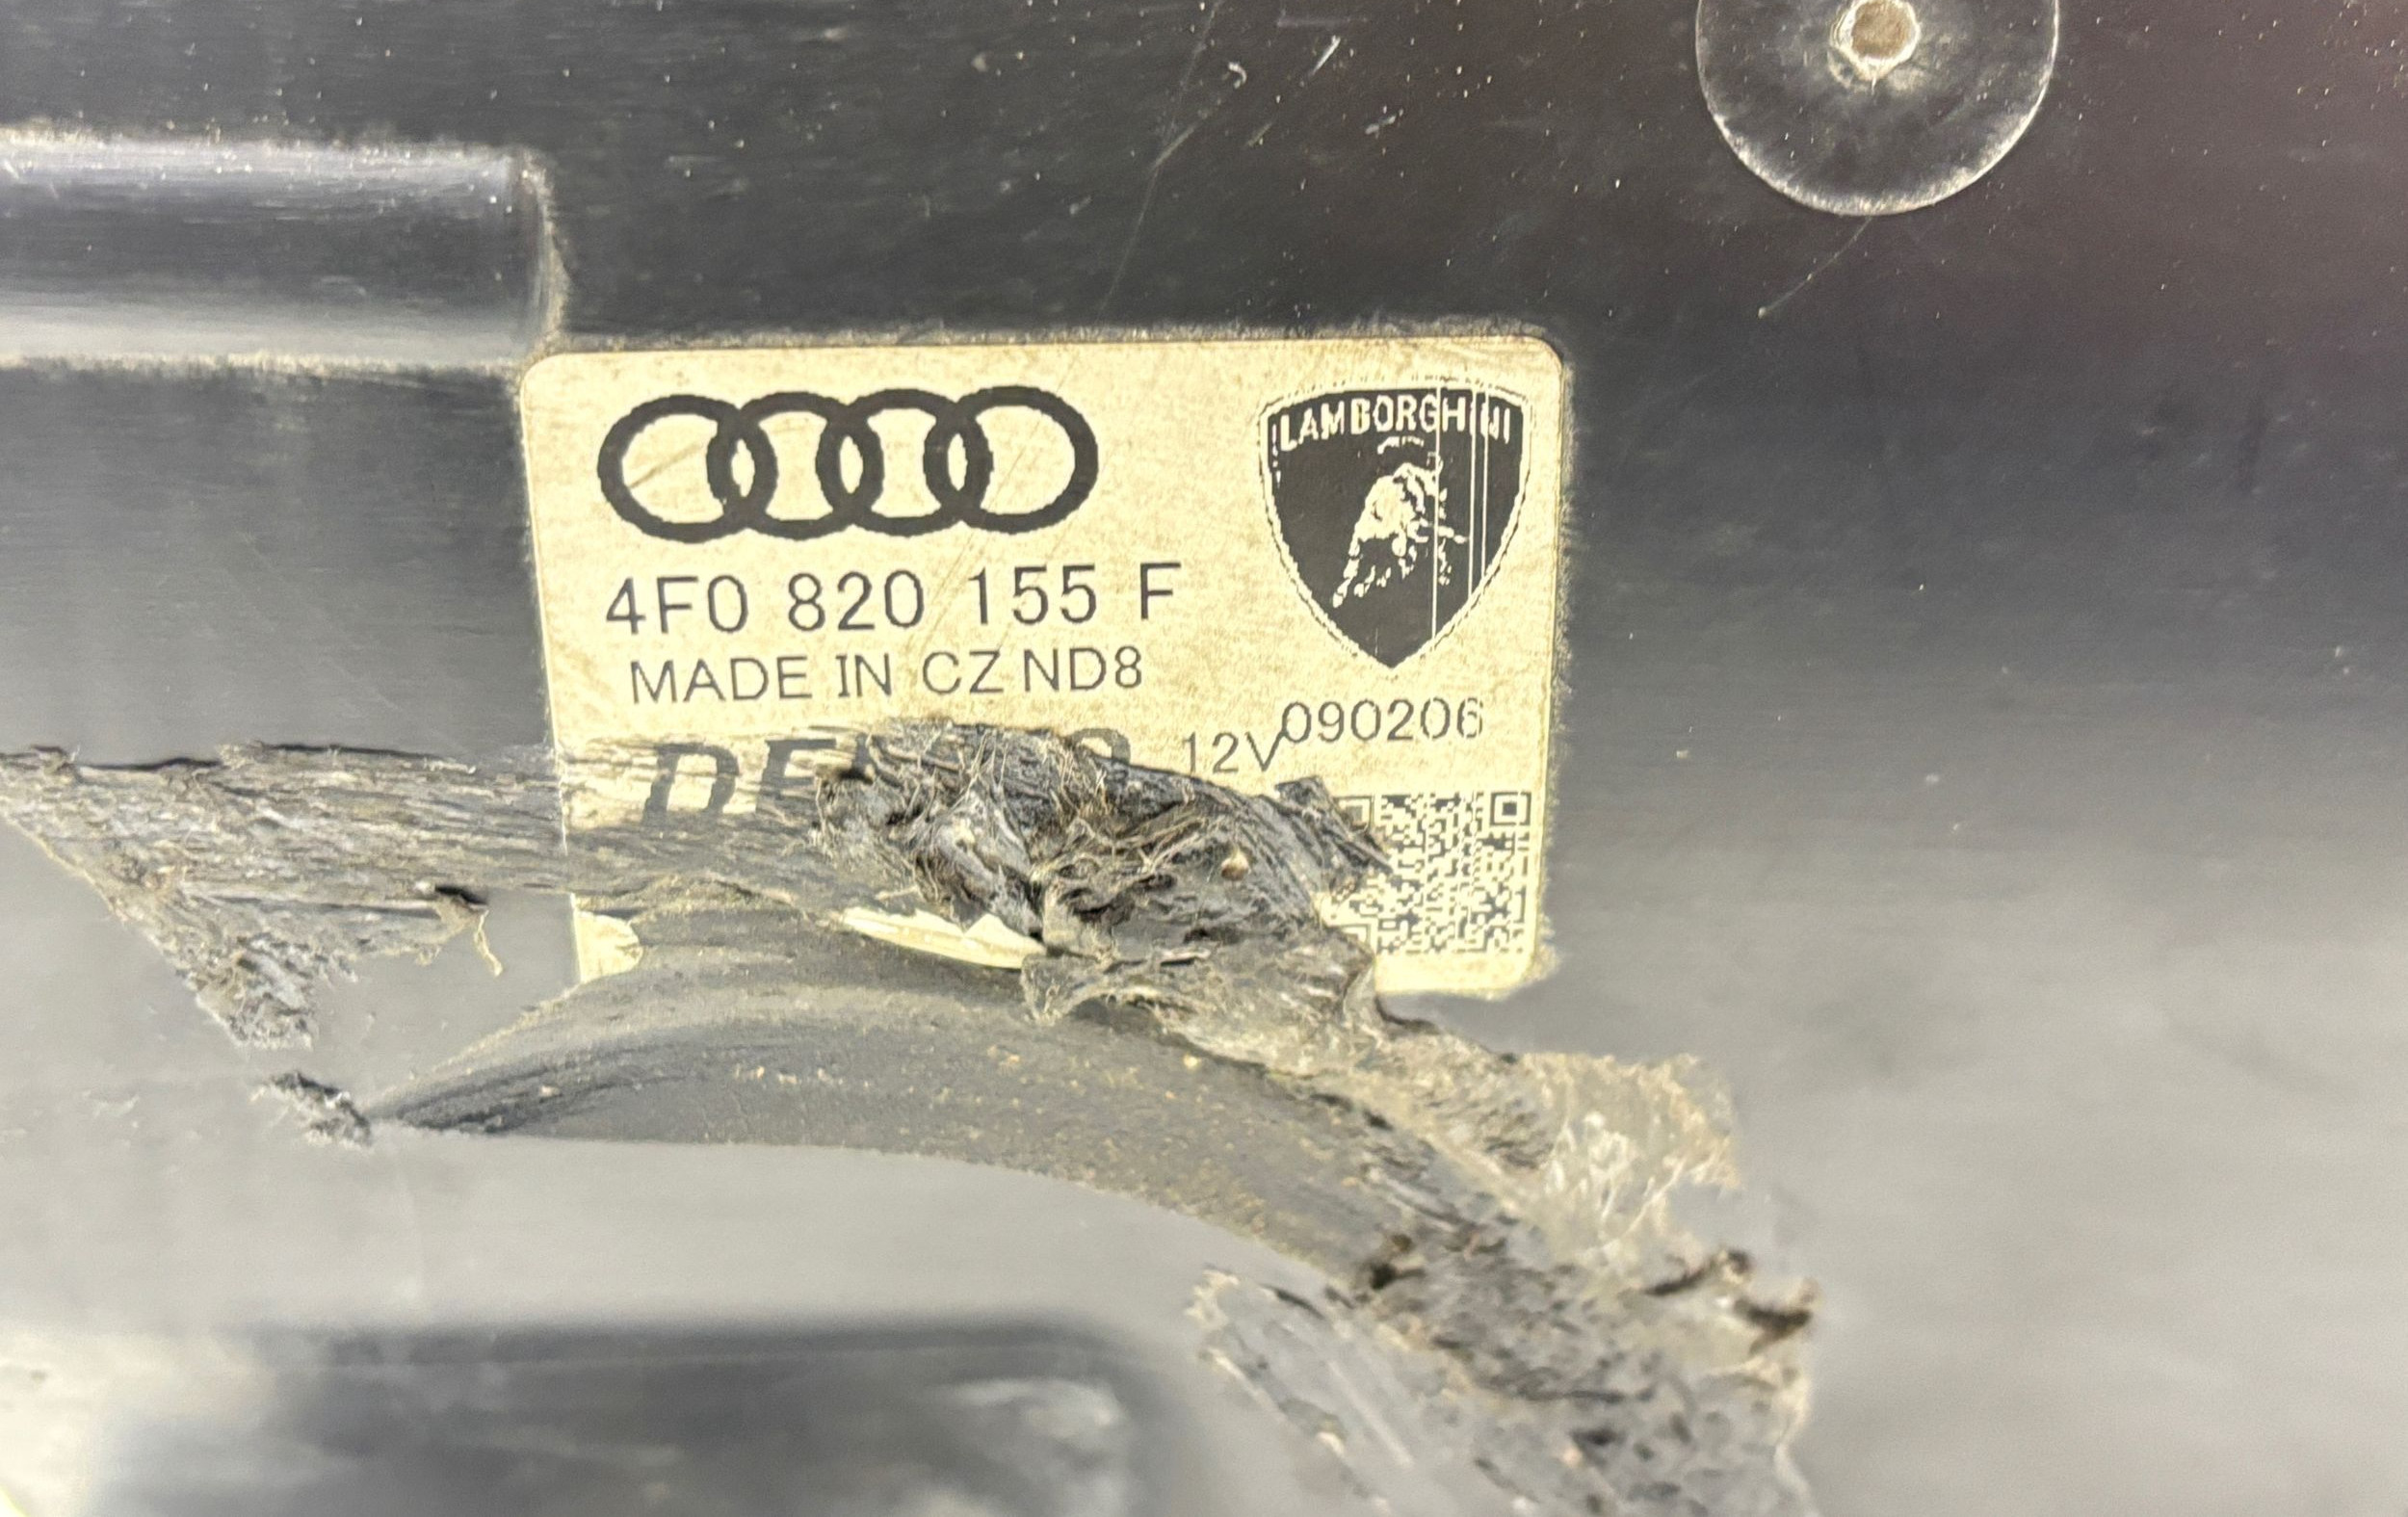 LAMBORGHINI
4F0 820 155 F
MADE IN CZ ND8
12V 090206